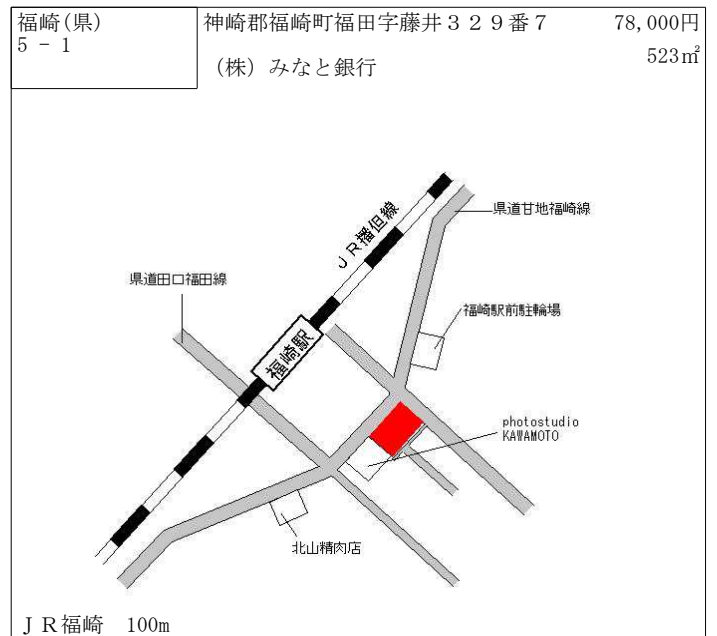 福崎(県)
5 - 1
神崎郡福崎町福田字藤井３２９番７
78,000円
(株) みなと銀行
523㎡
ＪＲ播但線
県道甘地福崎線
県道田口福田線
福崎駅前駐輪場
福崎駅
photostudio
KAWAMOTO
北山精肉店
ＪＲ福崎 100m